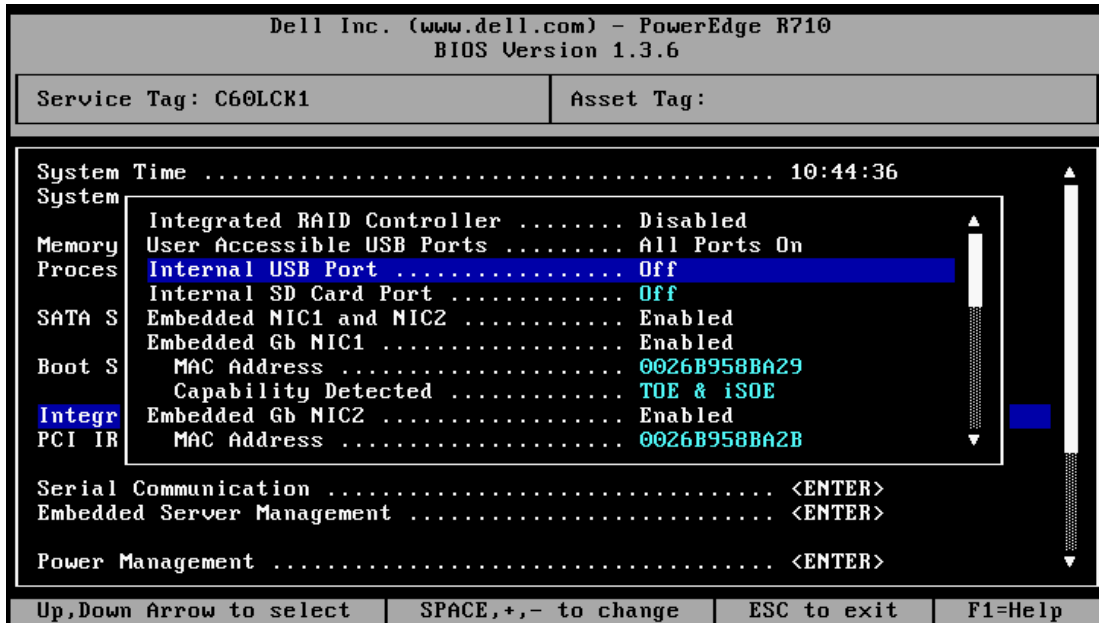 Dell Inc. (www.dell.com) - PowerEdge R710
BIOS Version 1.3.6
Service Tag: C60LCK1
Asset Tag:
System Time .......................................... 10:44:36
System
Integrated RAID Controller ........ Disabled
Memory
User Accessible USB Ports ......... All Ports On
Proces
Internal USB Port ................. Off
Internal SD Card Port ............. Off
SATA S
Embedded NIC1 and NIC2 ............ Enabled
Embedded Gb NIC1 .................. Enabled
Boot S
MAC Address ..................... 0026B958BA29
Capability Detected ............. TOE & iSOE
Integr
Embedded Gb NIC2 .................. Enabled
PCI IR
MAC Address ..................... 0026B958BA2B
Serial Communication ................................. <ENTER>
Embedded Server Management ........................... <ENTER>
Power Management ..................................... <ENTER>
Up,Down Arrow to select
SPACE,+,- to change
ESC to exit
F1=Help